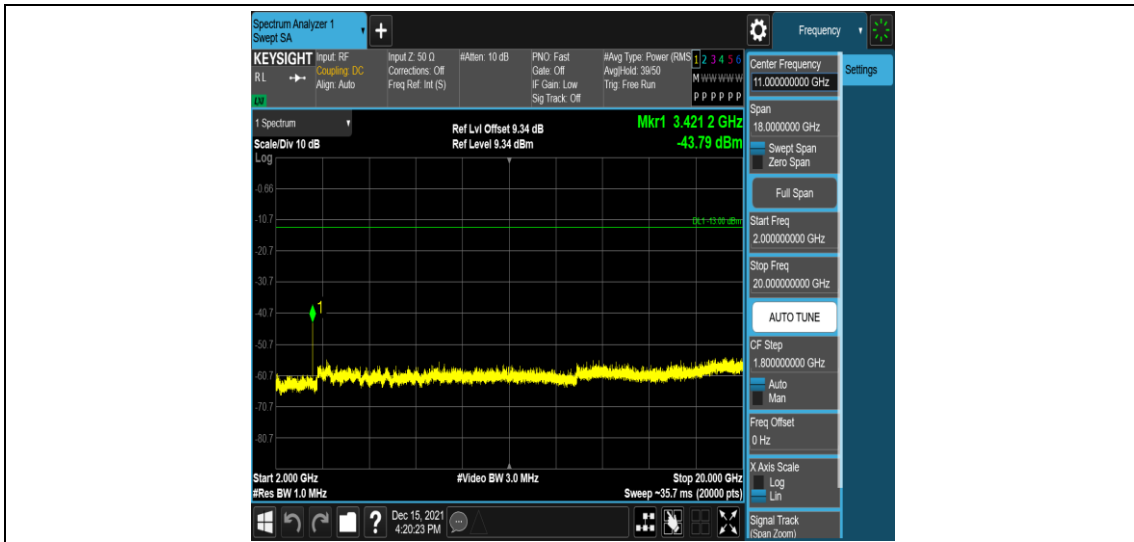 Spectrum Analyzer 1
Swept SA
+
Frequency
KEYSIGHT
RL
Input: RF
Coupling: DC
Align: Auto
Input Z: 50 Ω
Corrections: Off
Freq Ref: Int (S)
#Atten: 10 dB
PNO: Fast
Gate: Off
IF Gain: Low
Sig Track: Off
#Avg Type: Power (RMS
Avg|Hold: 39/50
Trig: Free Run
1 2 3 4 5 6
M W W W W W
P P P P P P
1 Spectrum
Scale/Div 10 dB
Log
Ref Lvl Offset 9.34 dB
Ref Level 9.34 dBm
Mkr1 3.421 2 GHz
-43.79 dBm
-0.66
-10.7
DL1 -13.00 dBm
-20.7
-30.7
-40.7
1
-50.7
-60.7
-70.7
-80.7
Start 2.000 GHz
#Res BW 1.0 MHz
#Video BW 3.0 MHz
Stop 20.000 GHz
Sweep ~35.7 ms (20000 pts)
Dec 15, 2021
4:20:23 PM
?
Center Frequency
11.000000000 GHz
Settings
Span
18.0000000 GHz
Swept Span
Zero Span
Full Span
Start Freq
2.000000000 GHz
Stop Freq
20.000000000 GHz
AUTO TUNE
CF Step
1.800000000 GHz
Auto
Man
Freq Offset
0 Hz
X Axis Scale
Log
Lin
Signal Track
(Span Zoom)